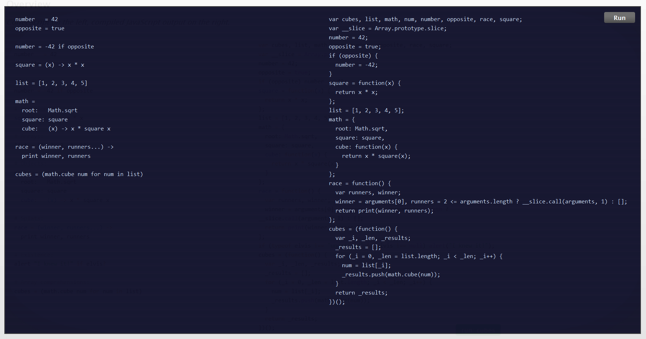 number   = 42
opposite = true

number = -42 if opposite

square = (x) -> x * x

list = [1, 2, 3, 4, 5]

math =
  root:   Math.sqrt
  square: square
  cube:   (x) -> x * square x

race = (winner, runners...) ->
  print winner, runners

cubes = (math.cube num for num in list)

var cubes, list, math, num, number, opposite, race, square;
var __slice = Array.prototype.slice;
number = 42;
opposite = true;
if (opposite) {
  number = -42;
}
square = function(x) {
  return x * x;
};
list = [1, 2, 3, 4, 5];
math = {
  root: Math.sqrt,
  square: square,
  cube: function(x) {
    return x * square(x);
  }
};
race = function() {
  var runners, winner;
  winner = arguments[0], runners = 2 <= arguments.length ? __slice.call(arguments, 1) : [];
  return print(winner, runners);
};
cubes = (function() {
  var _i, _len, _results;
  _results = [];
  for (_i = 0, _len = list.length; _i < _len; _i++) {
    num = list[_i];
    _results.push(math.cube(num));
  }
  return _results;
})();
Run